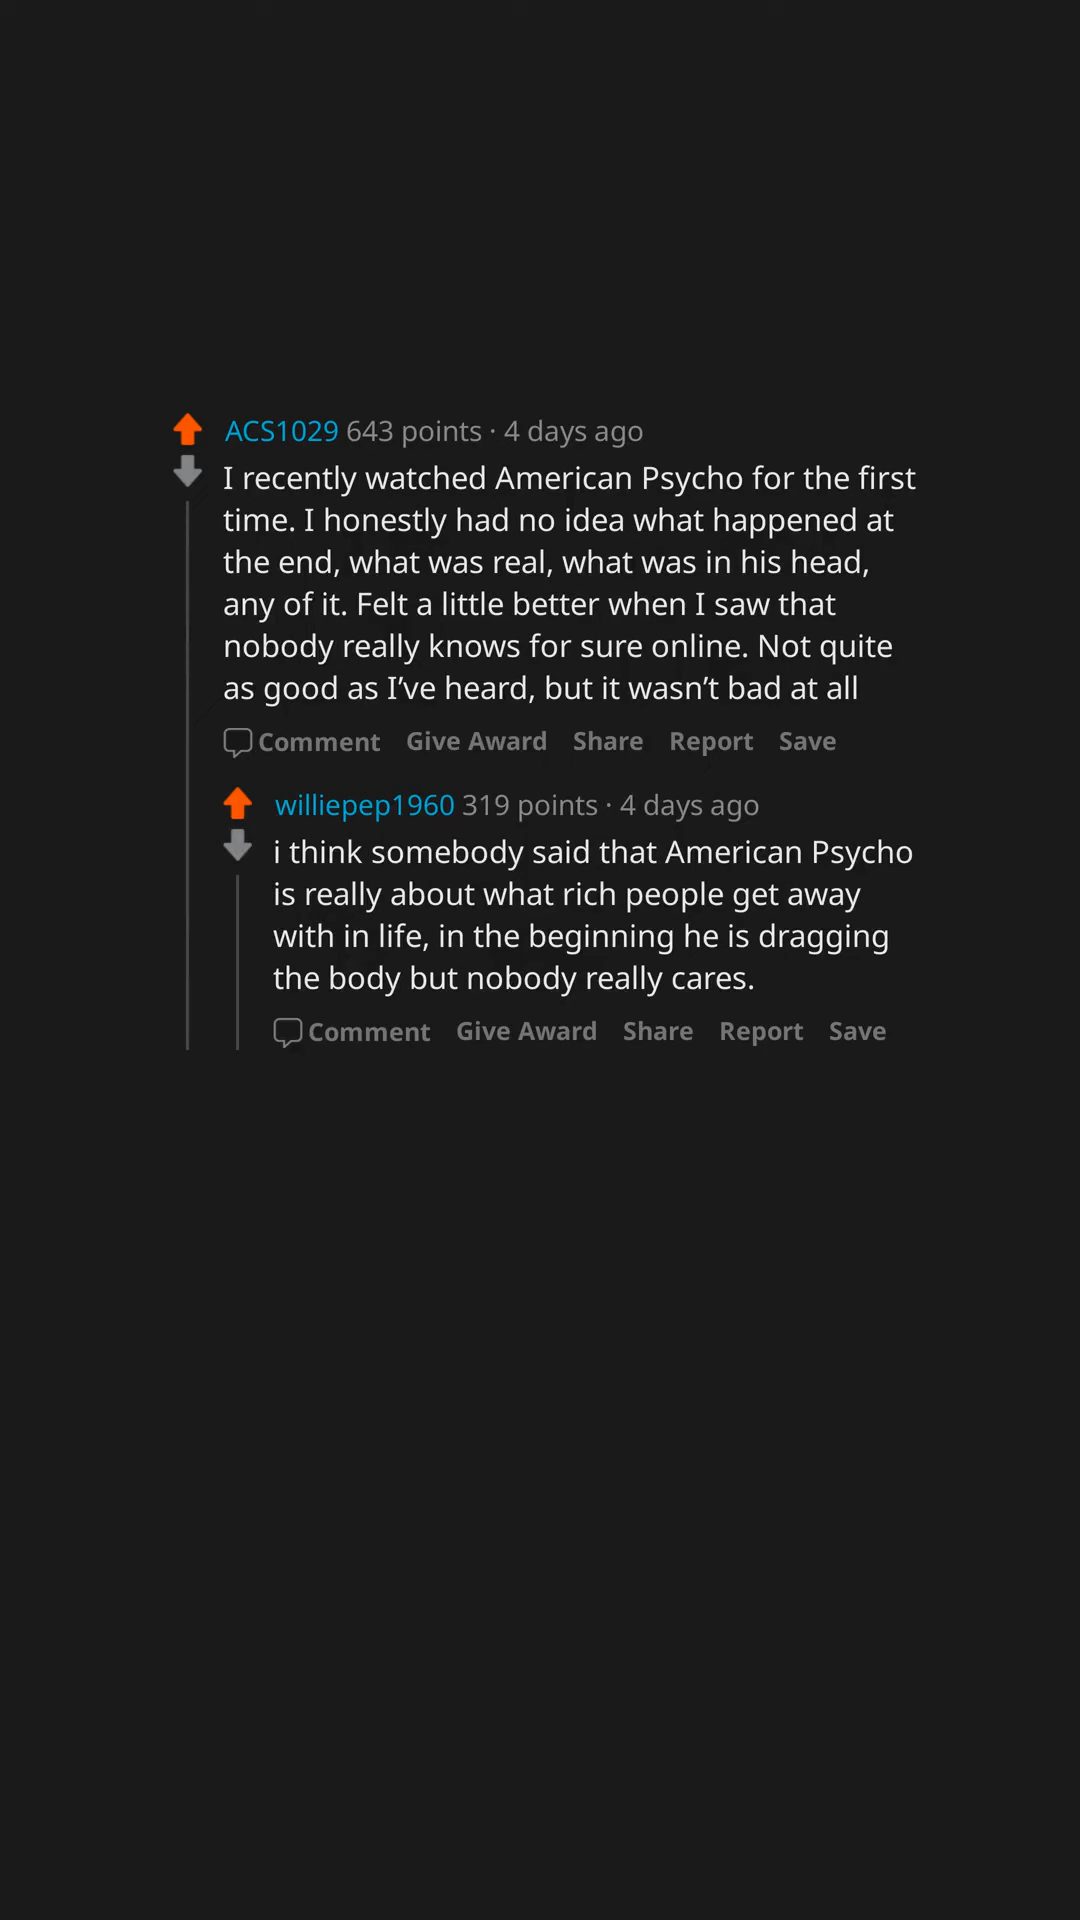 ACS1029 643 points · 4 days ago
I recently watched American Psycho for the first
time. I honestly had no idea what happened at
the end, what was real, what was in his head,
any of it. Felt a little better when I saw that
nobody really knows for sure online. Not quite
as good as I’ve heard, but it wasn’t bad at all
Comment Give Award Share Report Save
williepep1960 319 points · 4 days ago
i think somebody said that American Psycho
is really about what rich people get away
with in life, in the beginning he is dragging
the body but nobody really cares.
Comment Give Award Share Report Save